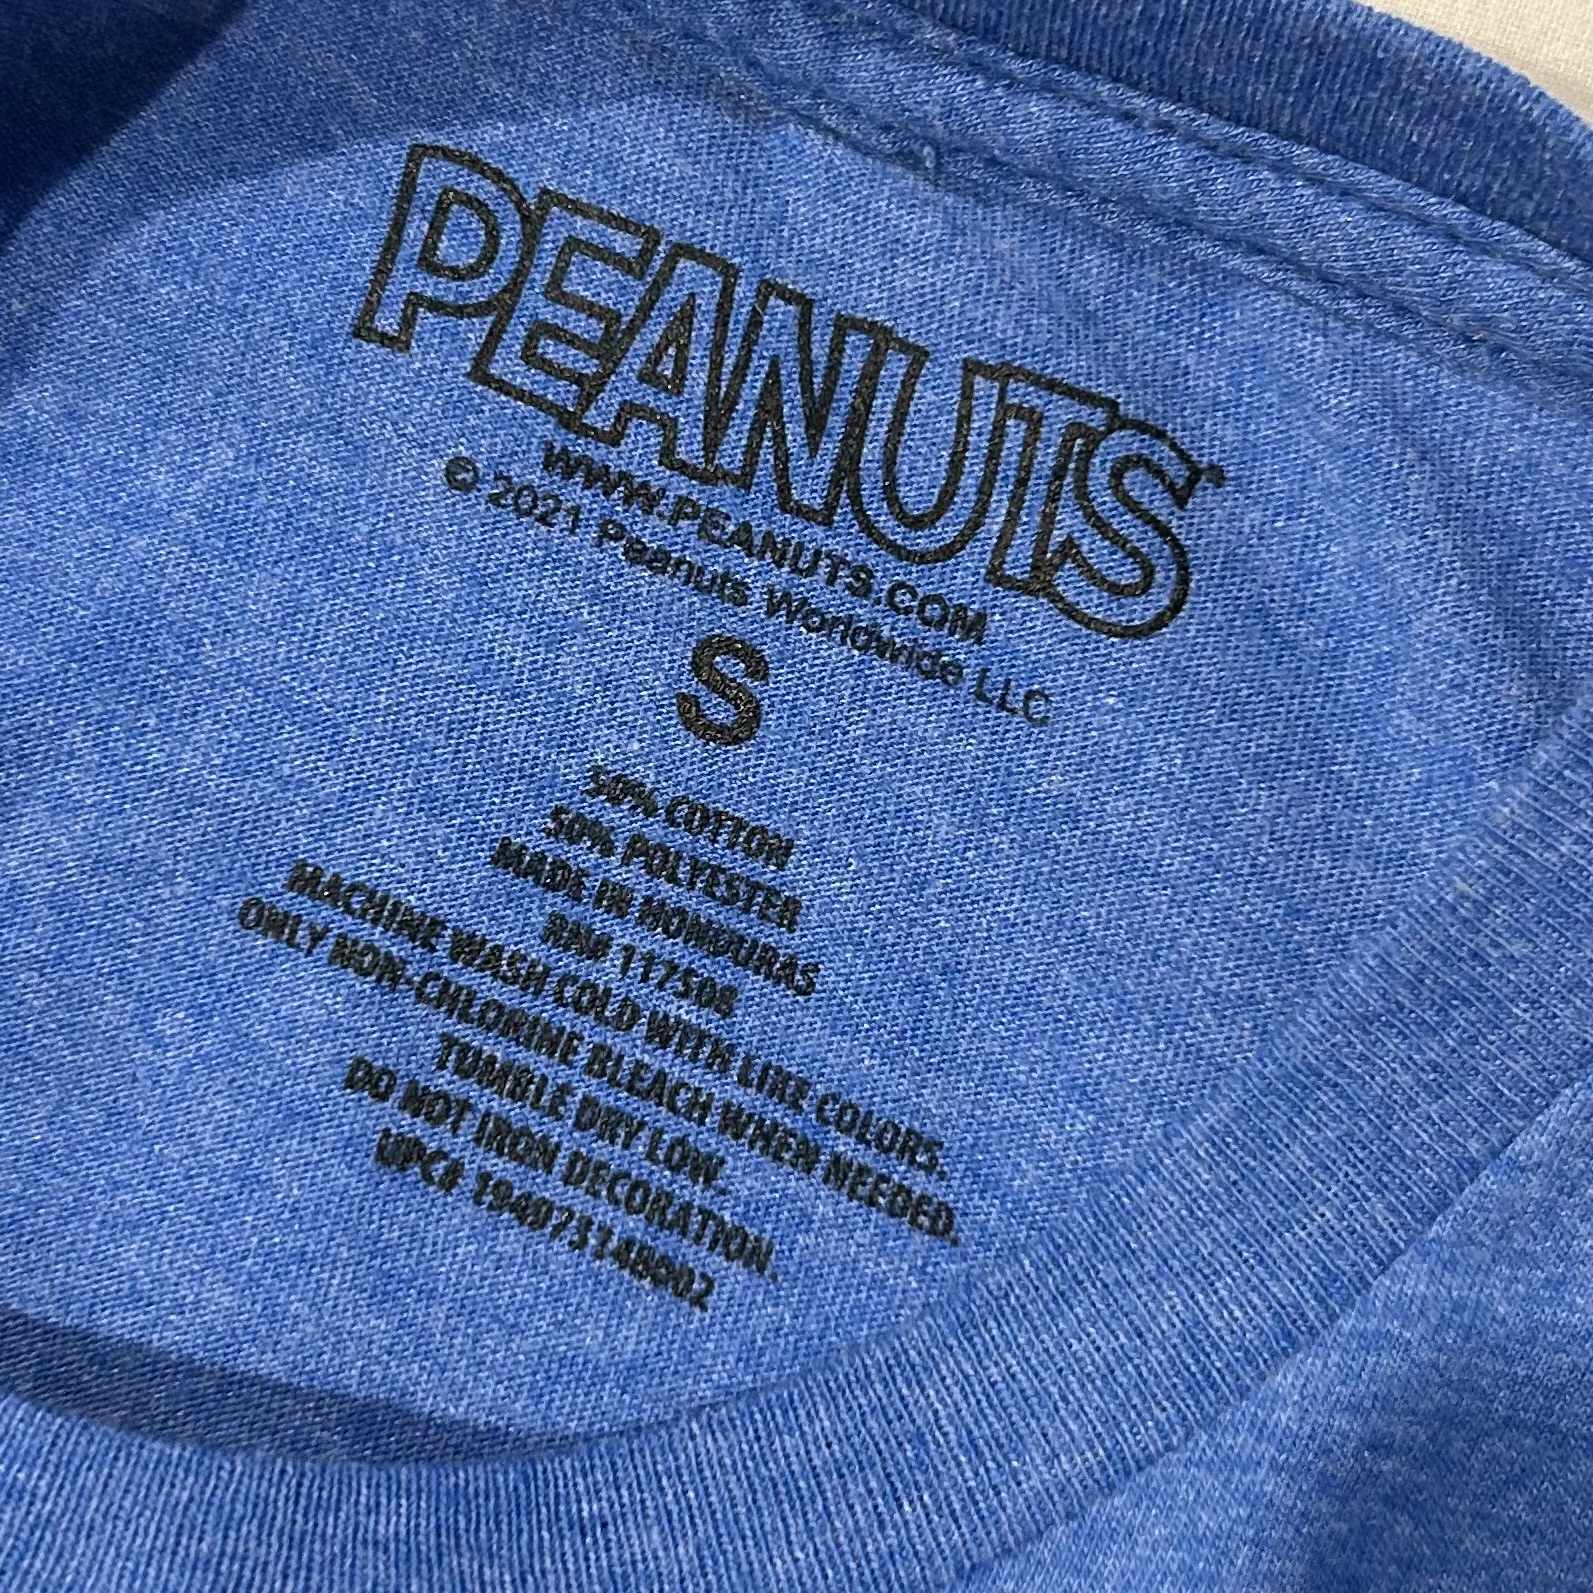 PEANUTS
WWW.PEANUTS.COM
© 2021 Peanuts Worldwide LLC
S
50% COTTON
50% POLYESTER
MADE IN HONDURAS
RN# 117508
MACHINE WASH COLD WITH LIKE COLORS.
ONLY NON-CHLORINE BLEACH WHEN NEEDED.
TUMBLE DRY LOW.
DO NOT IRON DECORATION.